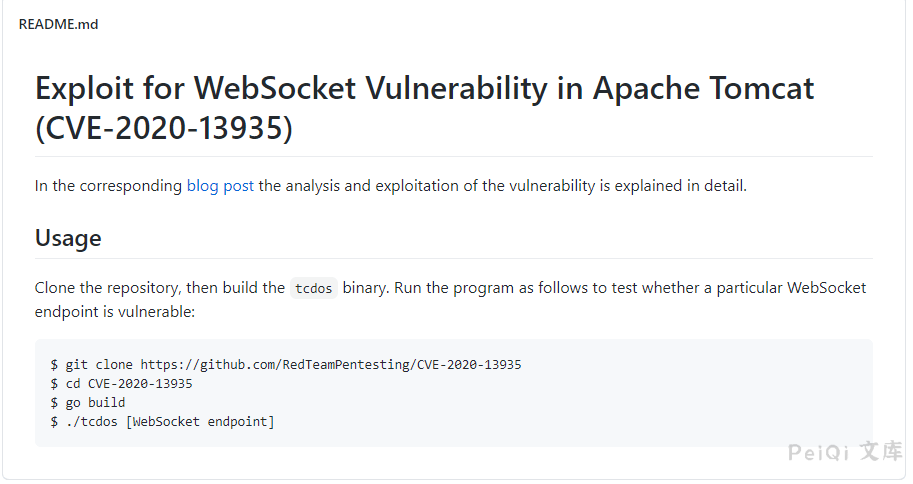 README.md
Exploit for WebSocket Vulnerability in Apache Tomcat
(CVE-2020-13935)
In the corresponding blog post the analysis and exploitation of the vulnerability is explained in detail.
Usage
Clone the repository, then build the tcdos binary. Run the program as follows to test whether a particular WebSocket
endpoint is vulnerable:
$ git clone https://github.com/RedTeamPentesting/CVE-2020-13935
$ cd CVE-2020-13935
$ go build
$ ./tcdos [WebSocket endpoint]
PeiQi 文库